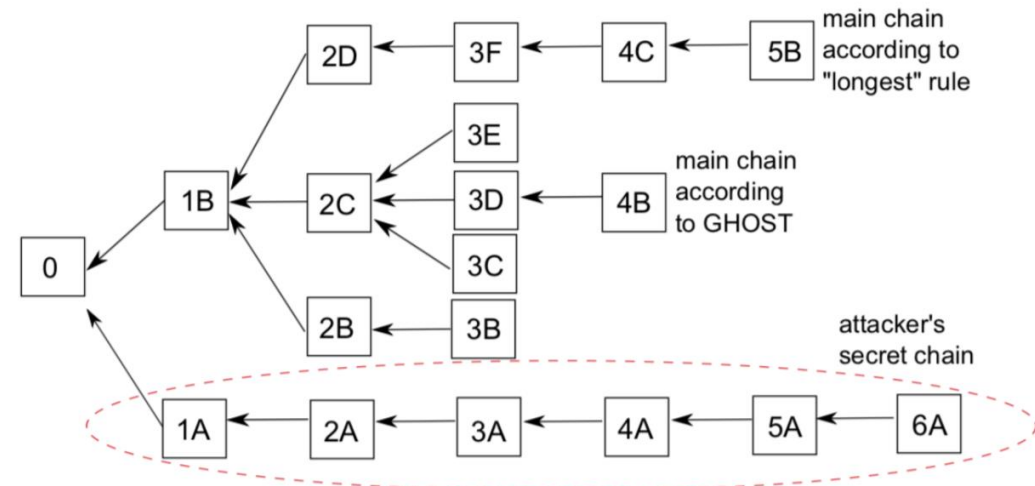 2D
3F
4C
5B
main chain
according to
"longest" rule
3E
1B
2C
3D
4B
main chain
according
to GHOST
0
3C
2B
3B
attacker's
secret chain
1A
2A
3A
4A
5A
6A